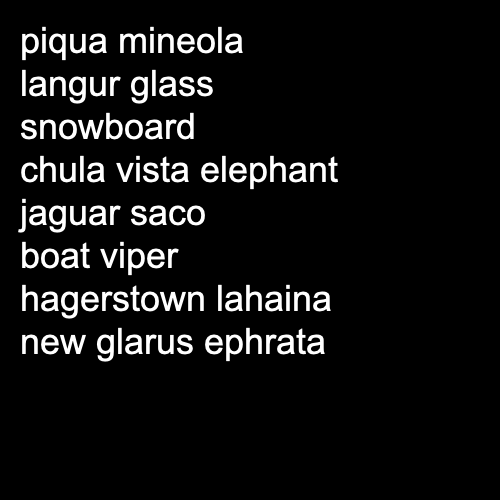 piqua mineola
langur glass
snowboard
chula vista elephant
jaguar saco
boat viper
hagerstown lahaina
new glarus ephrata